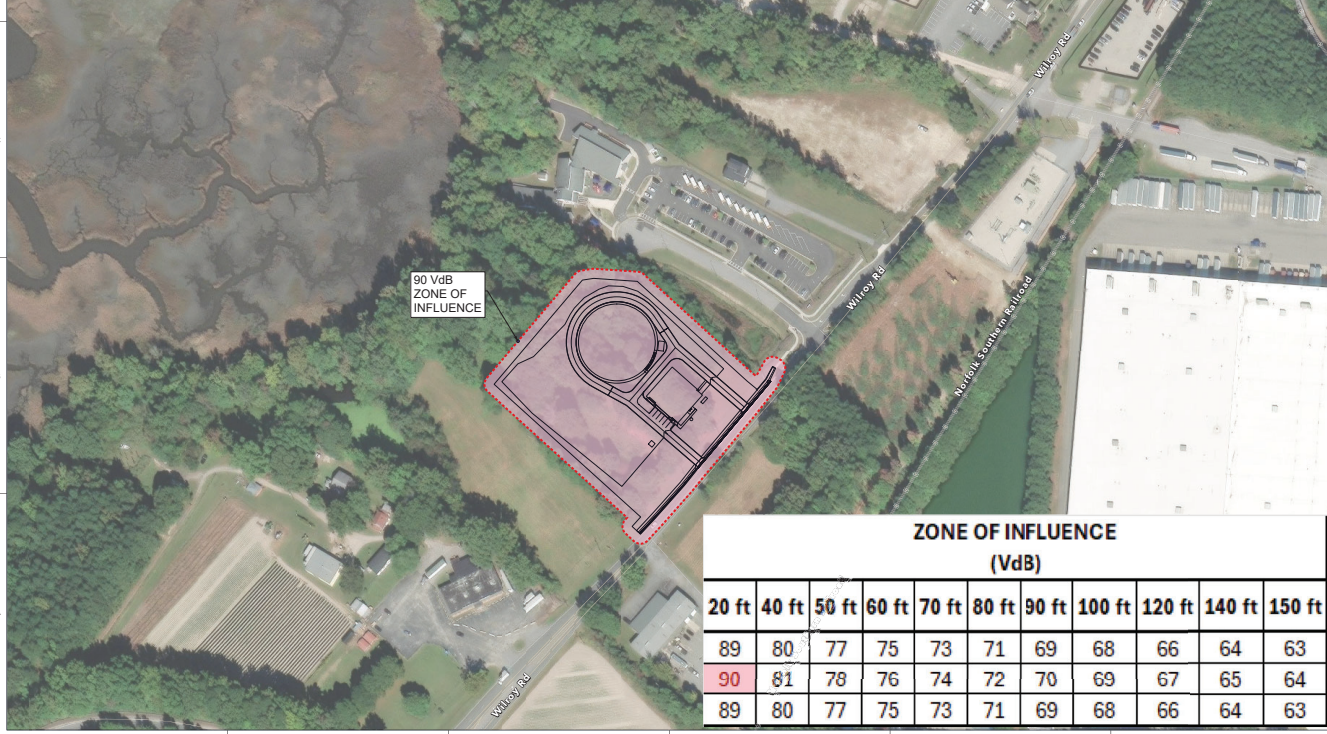 Wilroy Rd
90 VdB
ZONE OF
INFLUENCE
Wilroy Rd
Norfolk Southern Railroad
Wilroy Rd
ZONE OF INFLUENCE
(VdB)
20 ft 40 ft 50 ft 60 ft 70 ft 80 ft 90 ft 100 ft 120 ft 140 ft 150 ft
89 80 77 75 73 71 69 68 66 64 63
90 81 78 76 74 72 70 69 67 65 64
89 80 77 75 73 71 69 68 66 64 63